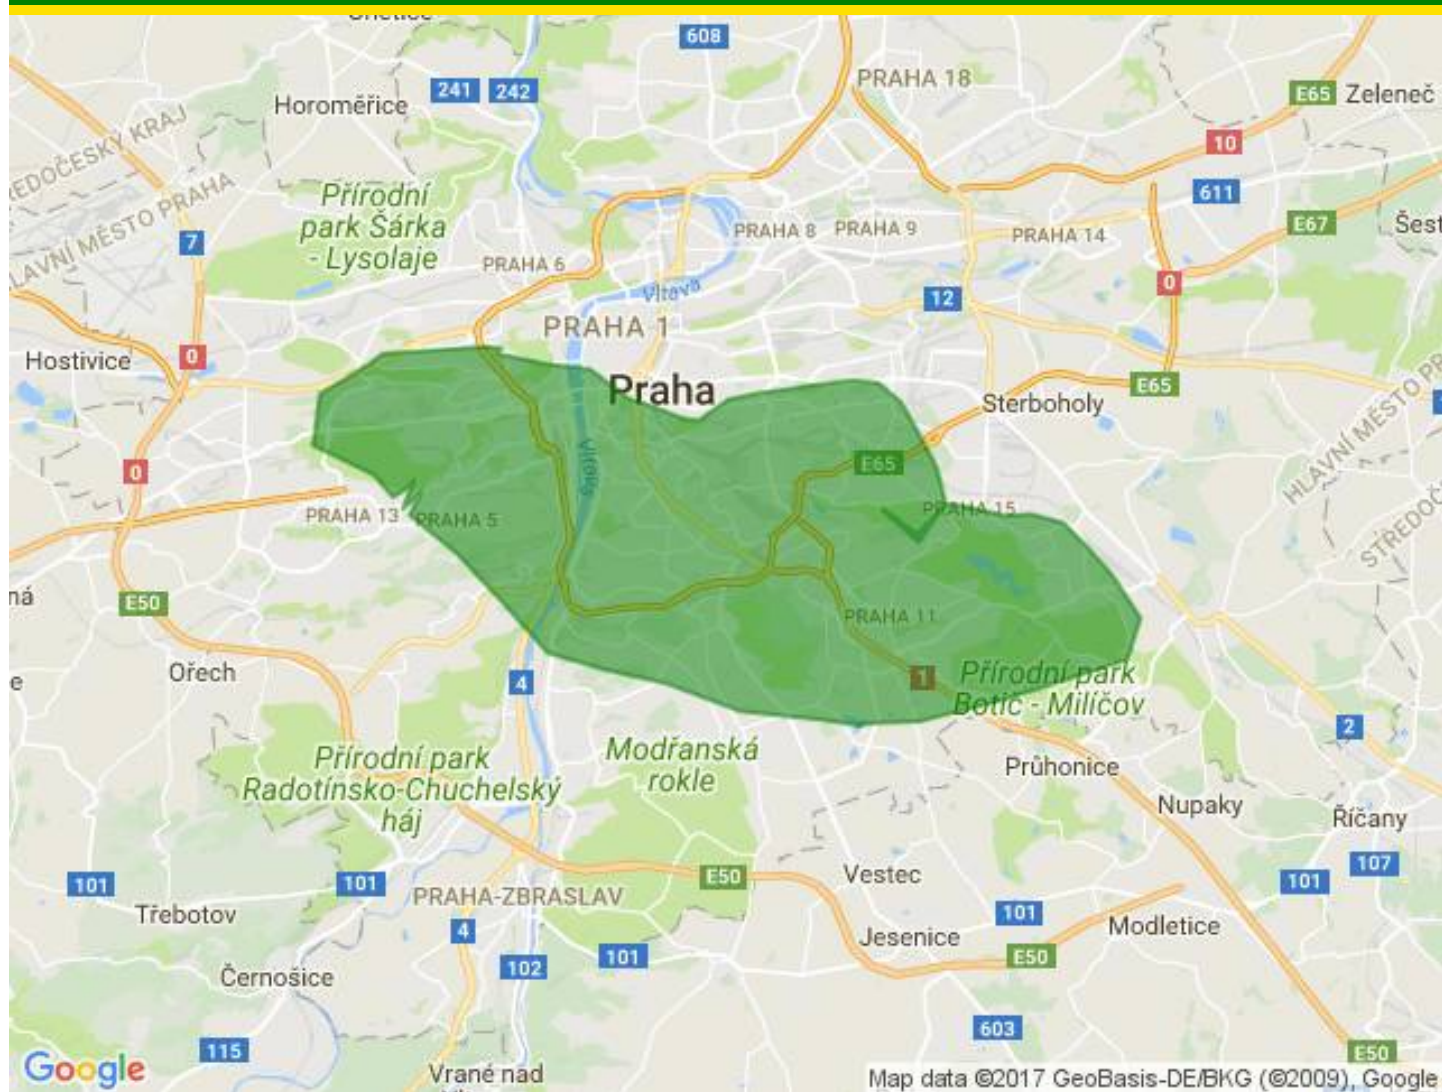 608
PRAHA 18
241
242
E65
Zeleneč
Horoměřice
10
611
Přírodní
park Šárka
- Lysolaje
7
PRAHA 8
PRAHA 9
PRAHA 14
E67
HLAVNÍ MĚSTO PRAHA
PRAHA 6
Vltava
12
0
PRAHA 1
Hostivice
0
Praha
E65
Sterboholy
0
Vltava
E65
PRAHA 13
PRAHA 5
PRAHA 15
E50
PRAHA 11
Ořech
4
1
Přírodní park
Botič - Milíčov
2
Přírodní park
Radotínsko-Chuchelský
háj
Modřanská
rokle
Průhonice
Nupaky
Říčany
101
101
E50
Vestec
101
107
Třebotov
PRAHA-ZBRASLAV
4
101
Modletice
Jesenice
E50
Černošice
102
101
603
115
E50
Google
Vrané nad
Map data ©2017 GeoBasis-DE/BKG (©2009), Google